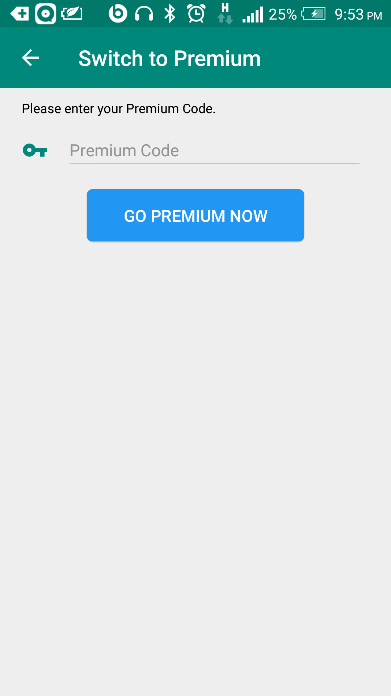 H
25%
9:53 PM
Switch to Premium
Please enter your Premium Code.
Premium Code
GO PREMIUM NOW